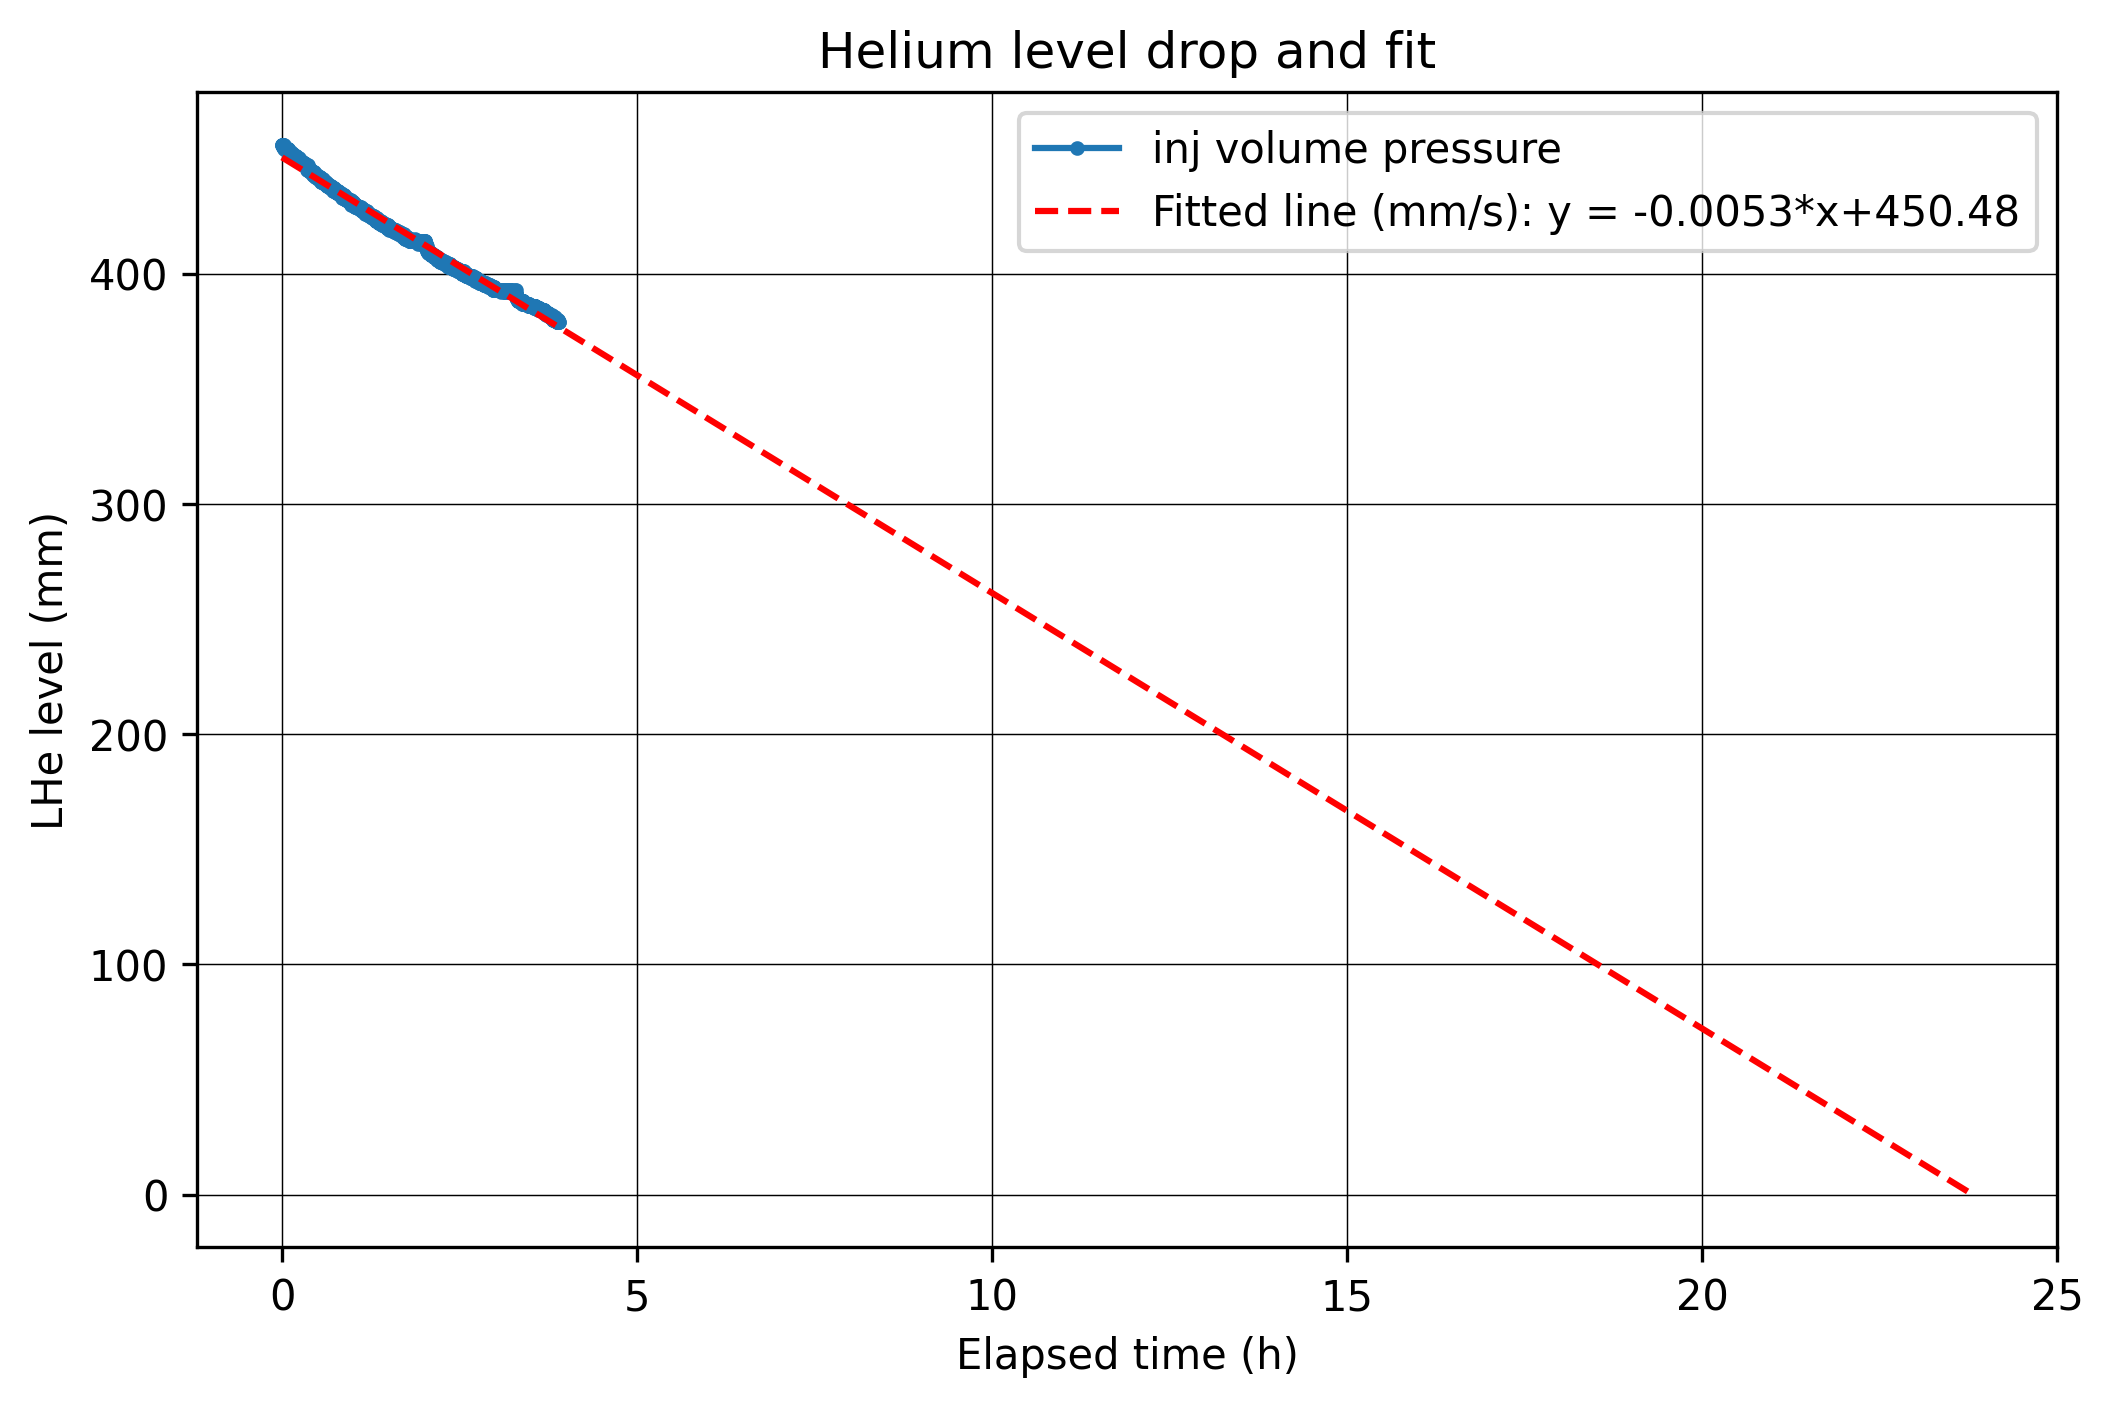 Helium level drop and fit
inj volume pressure
Fitted line (mm/s): y = -0.0053*x+450.48
LHe level (mm)
400
300
200
100
0
0 5 10 15 20 25
Elapsed time (h)